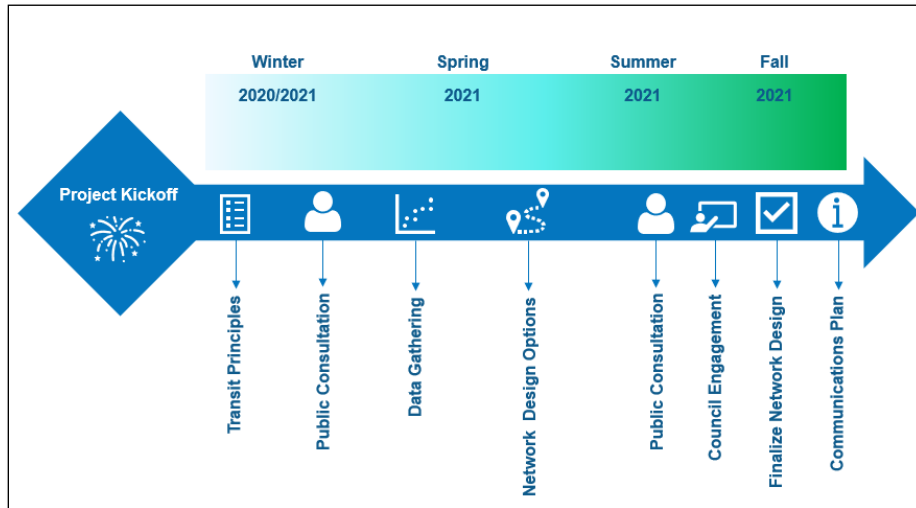 Winter
Spring
Summer
Fall
2020/2021
2021
2021
2021
Project Kickoff
Transit Principles
Public Consultation
Data Gathering
Network Design Options
Public Consultation
Council Engagement
Finalize Network Design
Communications Plan